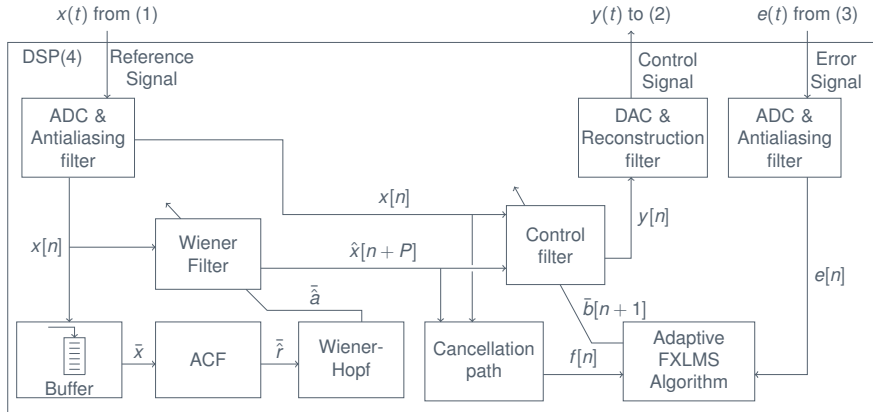 x(t) from (1)
y(t) to (2)
e(t) from (3)
DSP(4)
Reference
Signal
Control
Signal
Error
Signal
ADC &
Antialiasing
filter
DAC &
Reconstruction
filter
ADC &
Antialiasing
filter
x[n]
x[n]
y[n]
Wiener
Filter
x̂[n + P]
Control
filter
e[n]
ā̂
b̄[n + 1]
Buffer
x̄
ACF
r̄̂
Wiener-
Hopf
Cancellation
path
f[n]
Adaptive
FXLMS
Algorithm